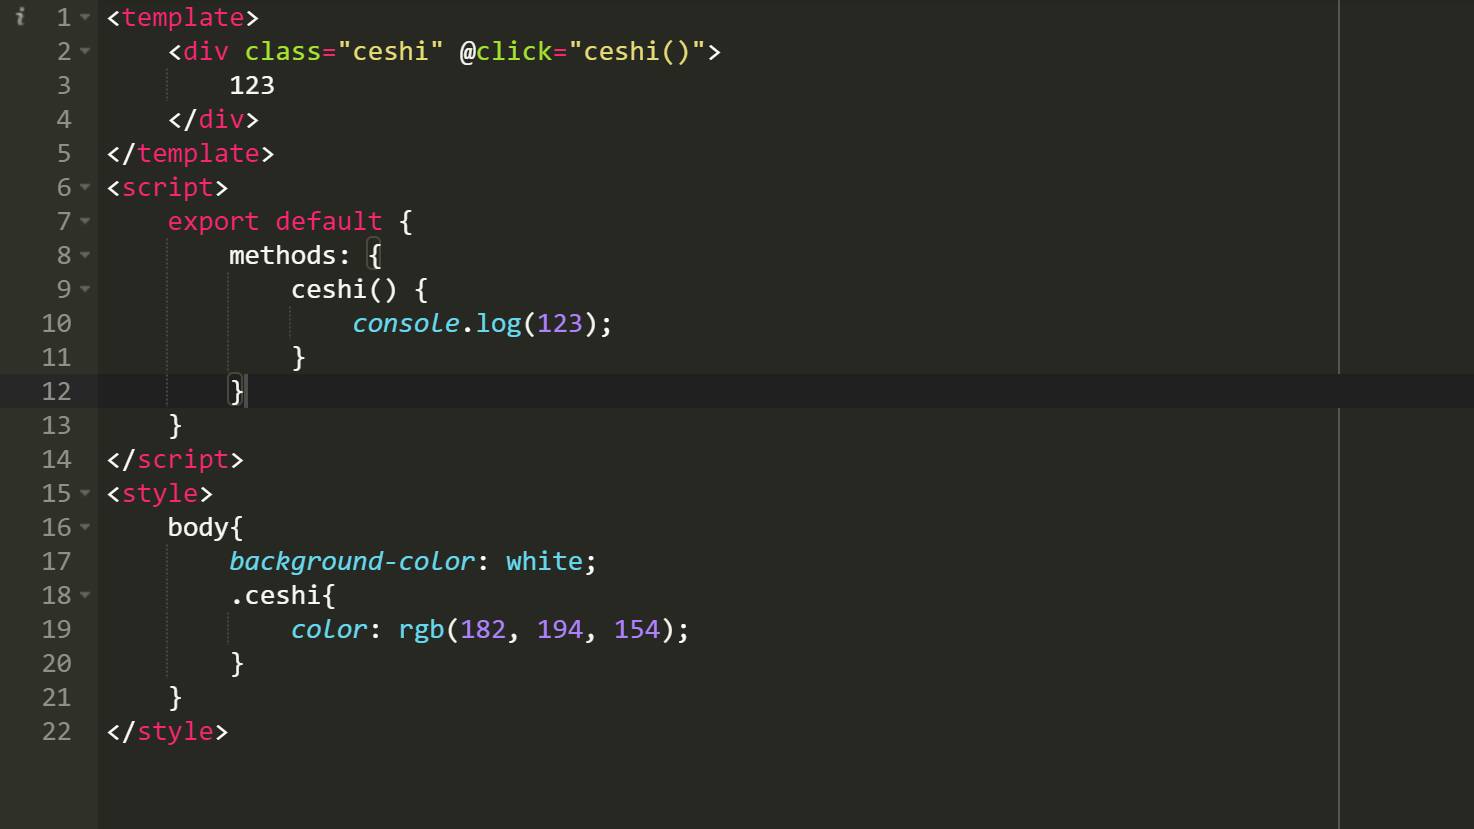 i 1 <template>
2 <div class="ceshi" @click="ceshi()">
3 123
4 </div>
5 </template>
6 <script>
7 export default {
8 methods: {
9 ceshi() {
10 console.log(123);
11 }
12 }
13 }
14 </script>
15 <style>
16 body{
17 background-color: white;
18 .ceshi{
19 color: rgb(182, 194, 154);
20 }
21 }
22 </style>